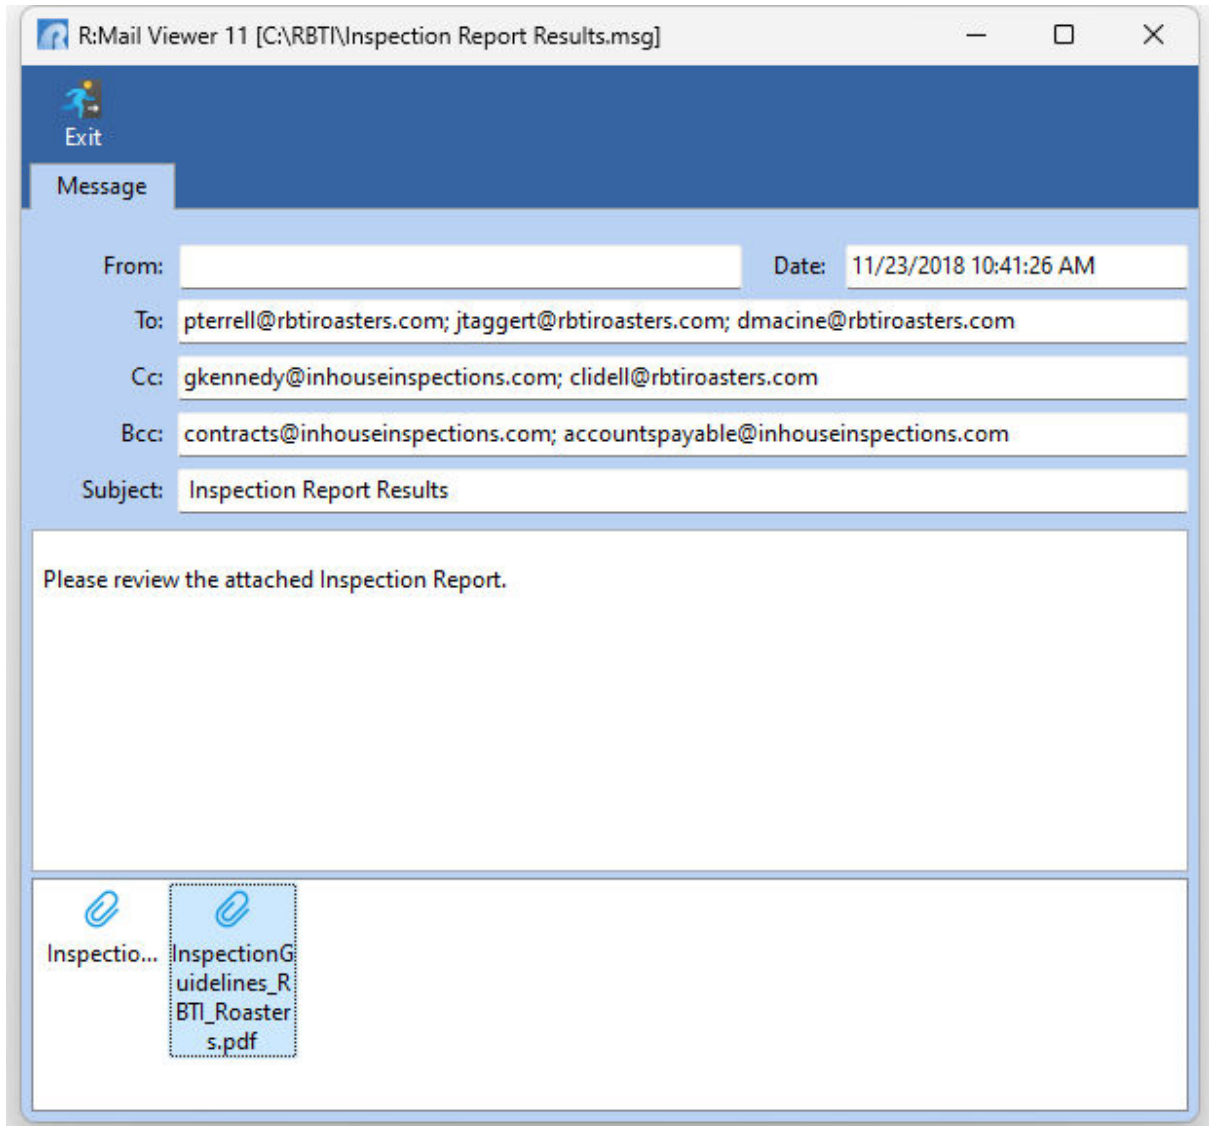 R:Mail Viewer 11 [C:\RBTI\Inspection Report Results.msg]
Exit
Message
From:
Date: 11/23/2018 10:41:26 AM
To: pterrell@rbtiroasters.com; jtaggert@rbtiroasters.com; dmacine@rbtiroasters.com
Cc: gkennedy@inhouseinspections.com; clidell@rbtiroasters.com
Bcc: contracts@inhouseinspections.com; accountspayable@inhouseinspections.com
Subject: Inspection Report Results
Please review the attached Inspection Report.
Inspectio...
InspectionG
uidelines_R
BTI_Roaster
s.pdf